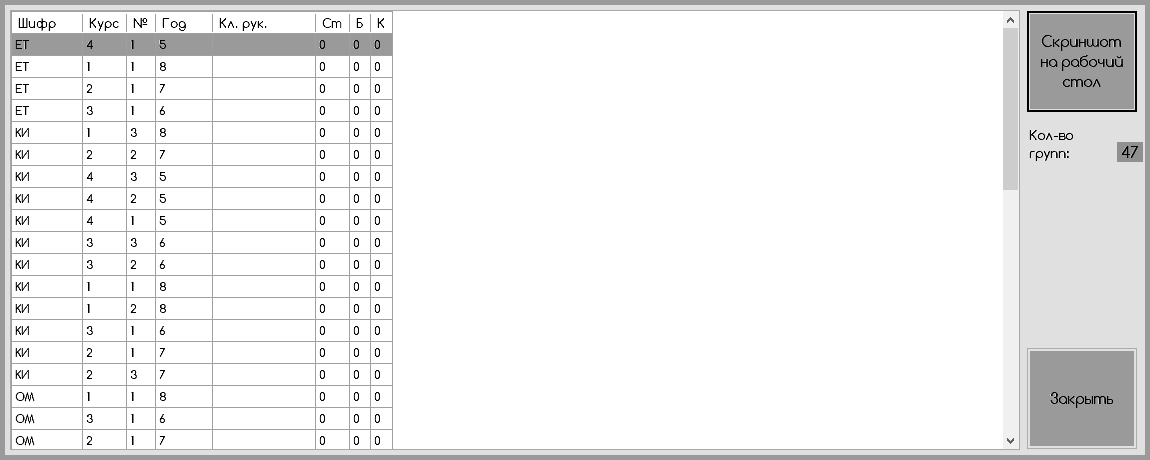 Шифр Курс № Год Кл. рук. Ст Б К
ЕТ 4 1 5 0 0 0
ЕТ 1 1 8 0 0 0
ЕТ 2 1 7 0 0 0
ЕТ 3 1 6 0 0 0
КИ 1 3 8 0 0 0
КИ 2 2 7 0 0 0
КИ 4 3 5 0 0 0
КИ 4 2 5 0 0 0
КИ 4 1 5 0 0 0
КИ 3 3 6 0 0 0
КИ 3 2 6 0 0 0
КИ 1 1 8 0 0 0
КИ 1 2 8 0 0 0
КИ 3 1 6 0 0 0
КИ 2 1 7 0 0 0
КИ 2 3 7 0 0 0
ОМ 1 1 8 0 0 0
ОМ 3 1 6 0 0 0
ОМ 2 1 7 0 0 0
Скриншот
на рабочий
стол
Кол-во
групп: 47
Закрыть